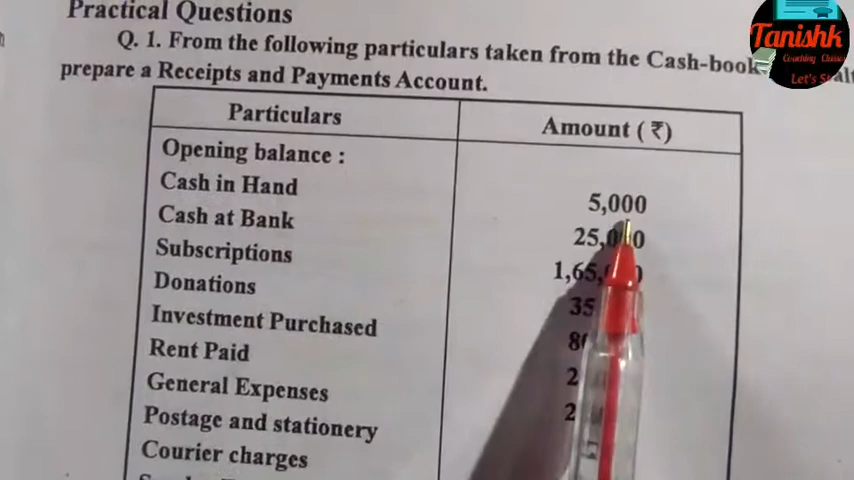 Practical Questions
Q. 1. From the following particulars taken from the Cash-book
prepare a Receipts and Payments Account.
Particulars Amount ( ₹ )
Opening balance :
Cash in Hand 5,000
Cash at Bank
Subscriptions
Donations
Investment Purchased
Rent Paid
General Expenses
Postage and stationery
Courier charges
Tanishk
Coaching Classes
Let's